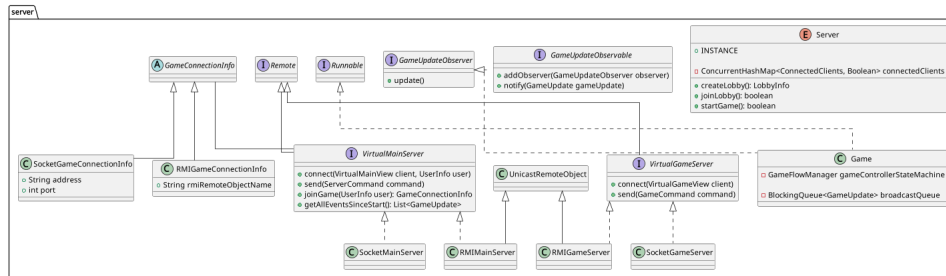 server
E Server
INSTANCE
ConcurrentHashMap<ConnectedClients, Boolean> connectedClients
createLobby(): LobbyInfo
joinLobby(): boolean
startGame(): boolean
A GameConnectionInfo
I Remote
I Runnable
I GameUpdateObserver
update()
I GameUpdateObservable
addObserver(GameUpdateObserver observer)
notify(GameUpdate gameUpdate)
C SocketGameConnectionInfo
String address
int port
C RMIGameConnectionInfo
String rmiRemoteObjectName
I VirtualMainServer
connect(VirtualMainView client, UserInfo user)
send(ServerCommand command)
joinGame(UserInfo user): GameConnectionInfo
getAllEventsSinceStart(): List<GameUpdate>
C UnicastRemoteObject
I VirtualGameServer
connect(VirtualGameView client)
send(GameCommand command)
C Game
GameFlowManager gameControllerStateMachine
BlockingQueue<GameUpdate> broadcastQueue
C SocketMainServer
C RMIMainServer
C RMIGameServer
C SocketGameServer